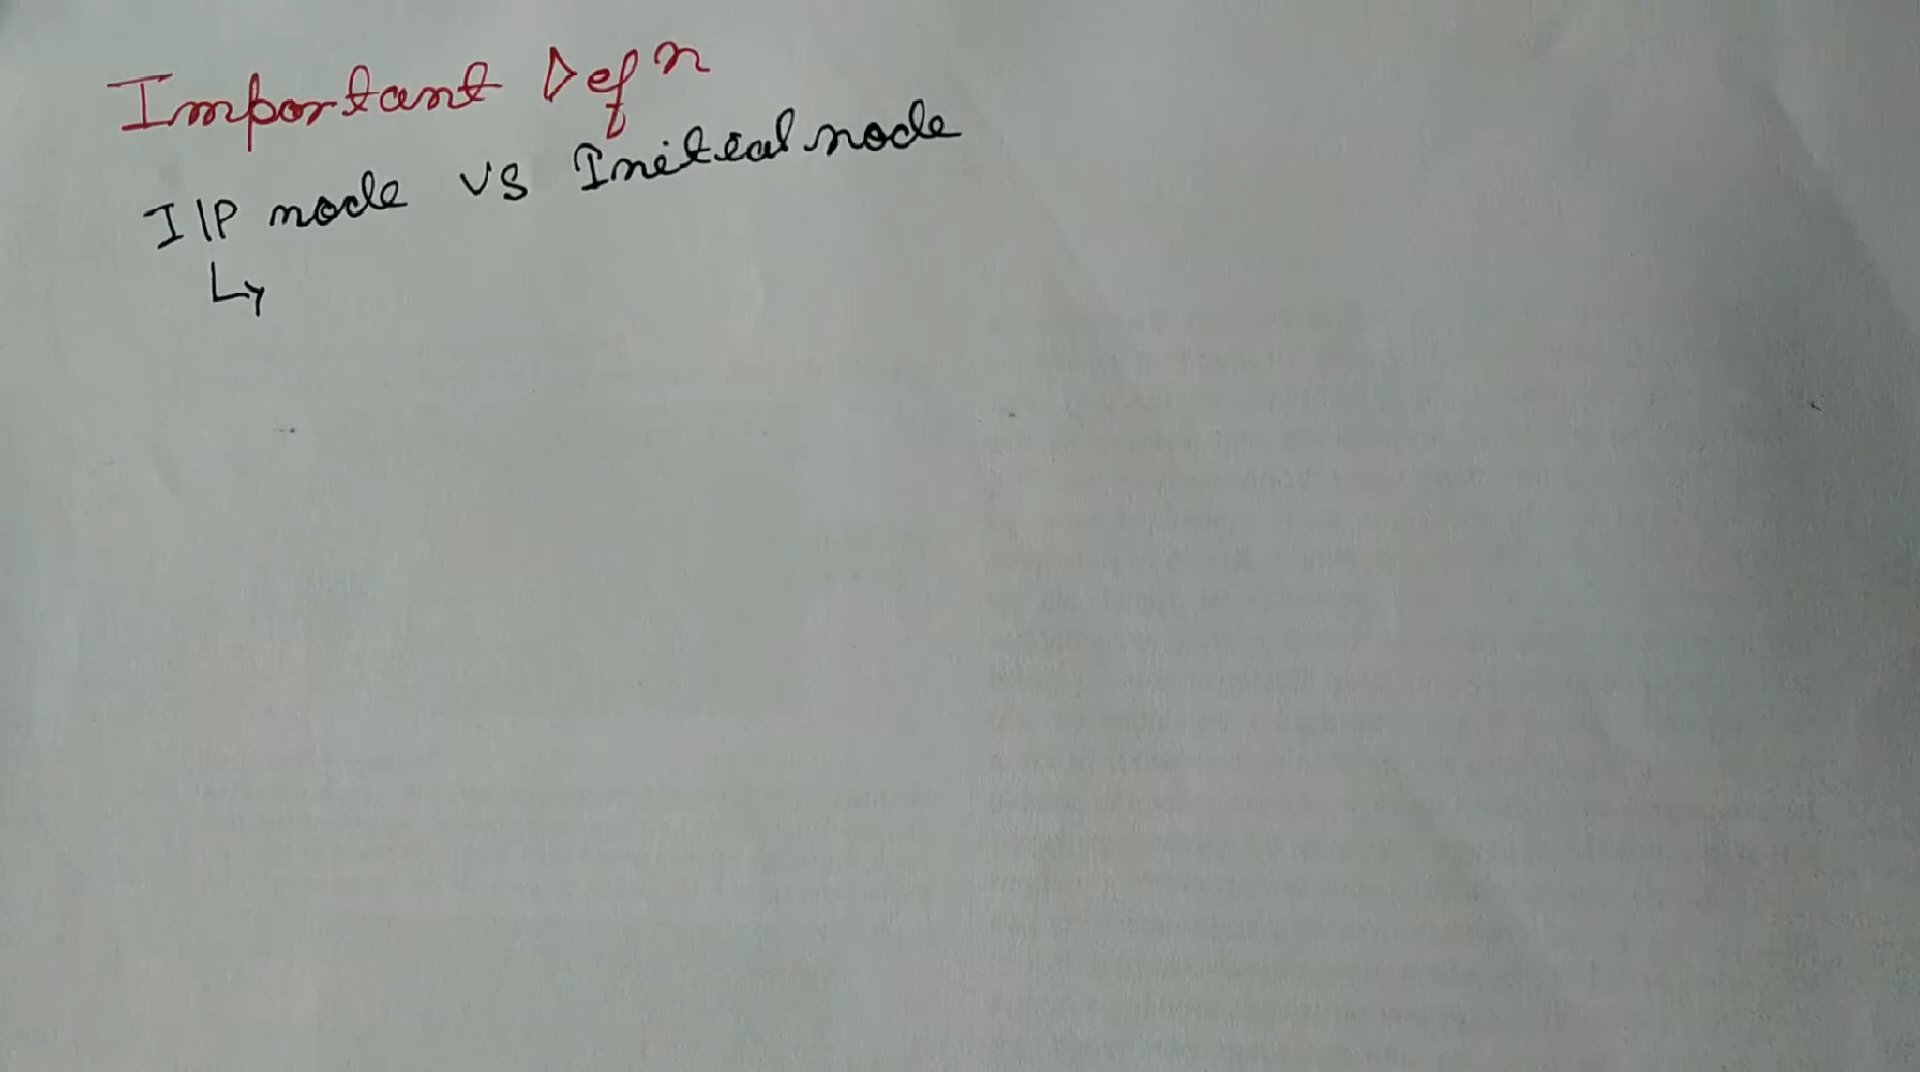 Important Defn
I/P node vs Initial node